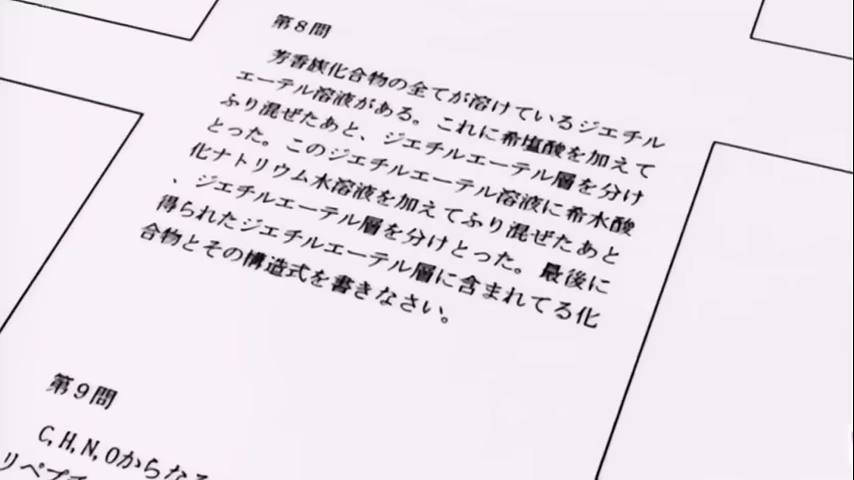 第8問
芳香族化合物の全てが溶けているジエチル
エーテル溶液がある。これに希塩酸を加えて
ふり混ぜたあと、ジエチルエーテル層を分け
とった。このジエチルエーテル溶液に希水酸
化ナトリウム水溶液を加えてふり混ぜたあと
、ジエチルエーテル層を分けとった。最後に
得られたジエチルエーテル層に含まれてる化
合物とその構造式を書きなさい。
第9問
C,H,N,Oからなる
リペプチ